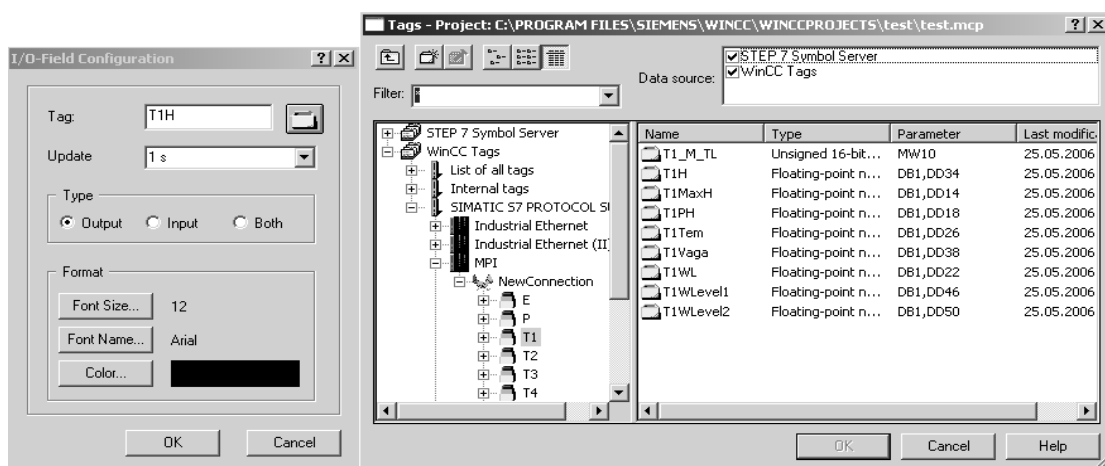 I/O-Field Configuration
Tag: T1H
Update 1 s
Type
Output Input Both
Format
Font Size... 12
Font Name... Arial
Color...
OK Cancel
Tags - Project: C:\PROGRAM FILES\SIEMENS\WINCC\WINCCPROJECTS\test\test.mcp
Data source: STEP 7 Symbol Server
WinCC Tags
Filter:
STEP 7 Symbol Server
WinCC Tags
List of all tags
Internal tags
SIMATIC S7 PROTOCOL SU
Industrial Ethernet
Industrial Ethernet (II)
MPI
NewConnection
E
P
T1
T2
T3
T4
Name Type Parameter Last modific
T1_M_TL Unsigned 16-bit... MW10 25.05.2006
T1H Floating-point n... DB1,DD34 25.05.2006
T1MaxH Floating-point n... DB1,DD14 25.05.2006
T1PH Floating-point n... DB1,DD18 25.05.2006
T1Tem Floating-point n... DB1,DD26 25.05.2006
T1Vaga Floating-point n... DB1,DD38 25.05.2006
T1WL Floating-point n... DB1,DD22 25.05.2006
T1WLevel1 Floating-point n... DB1,DD46 25.05.2006
T1WLevel2 Floating-point n... DB1,DD50 25.05.2006
OK Cancel Help